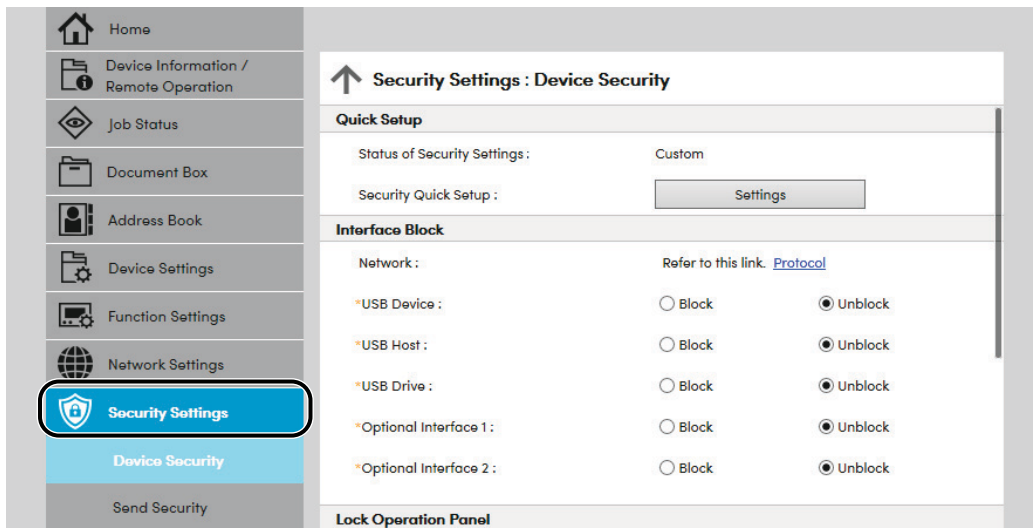 Home
Device Information /
Remote Operation
Job Status
Document Box
Address Book
Device Settings
Function Settings
Network Settings
Security Settings
Device Security
Send Security
Security Settings : Device Security
Quick Setup
Status of Security Settings : Custom
Security Quick Setup : Settings
Interface Block
Network : Refer to this link. Protocol
*USB Device : Block Unblock
*USB Host : Block Unblock
*USB Drive : Block Unblock
*Optional Interface 1 : Block Unblock
*Optional Interface 2 : Block Unblock
Lock Operation Panel